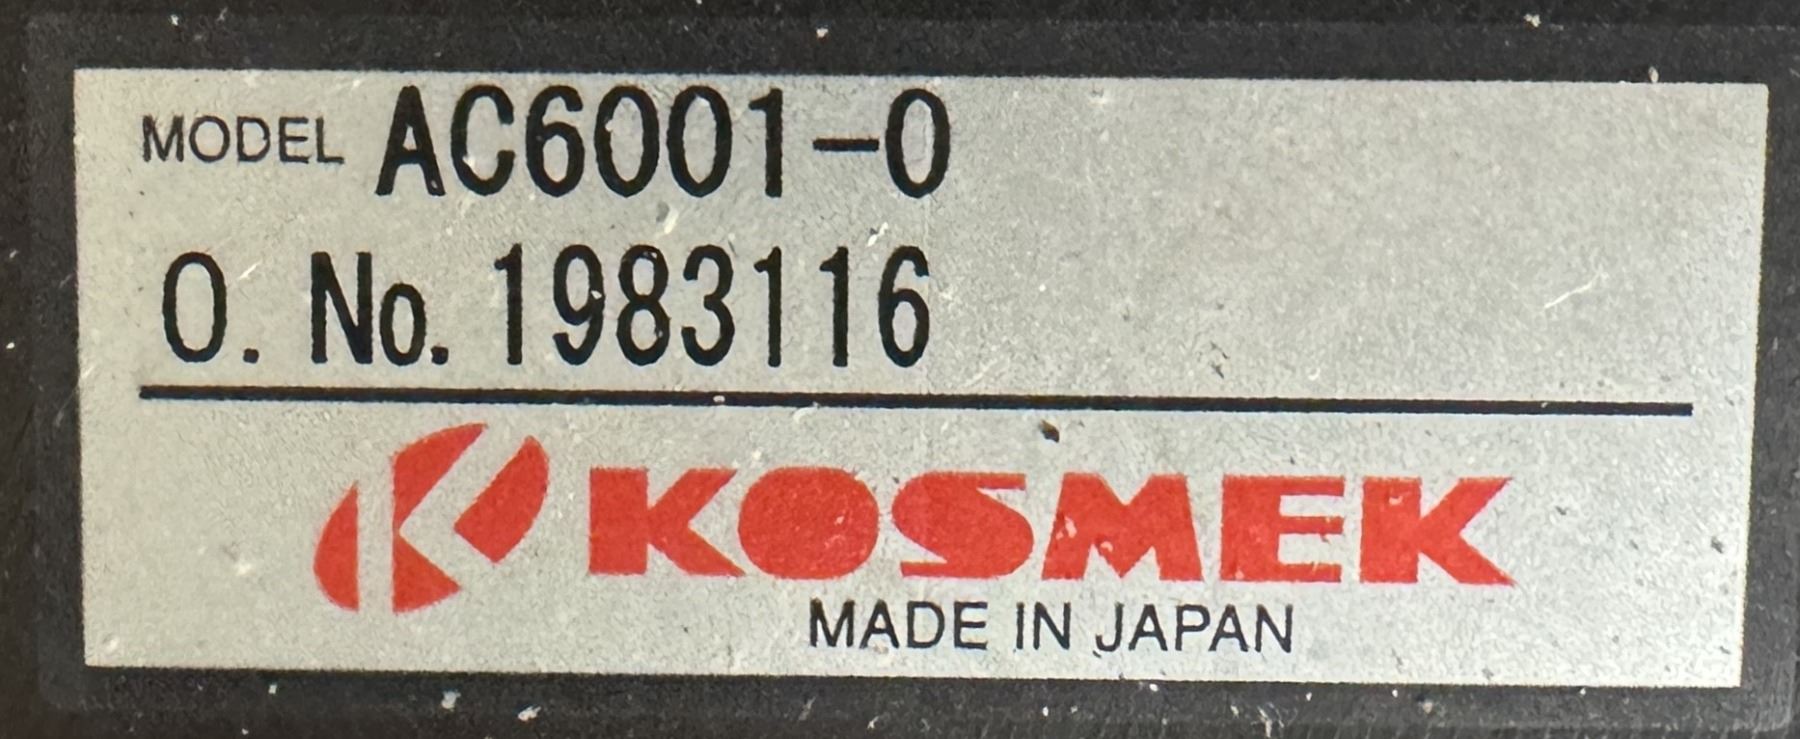 MODEL AC6001-0
O. No. 1983116
KOSMEK
MADE IN JAPAN